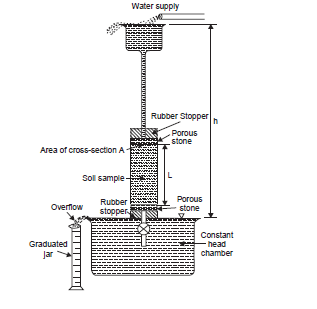 Water supply
h
Rubber Stopper
Porous
stone
Area of cross-section A
L
Soil sample
Rubber
stopper
Porous
stone
Overflow
Graduated
jar
Constant
head
chamber